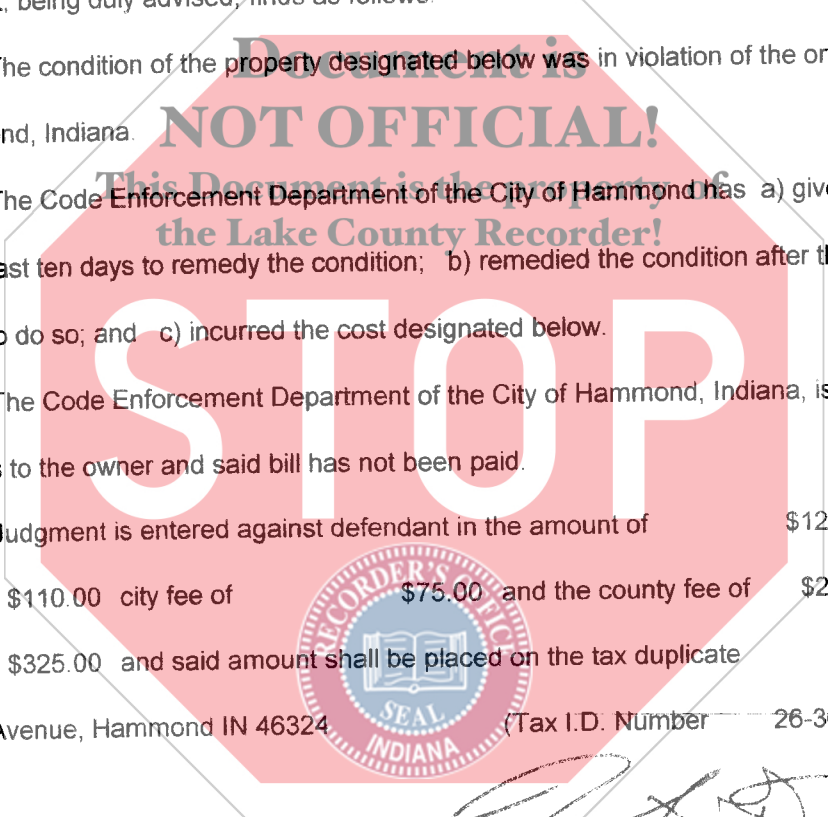 being duly advised, finds as follows:
Document is
he condition of the property designated below was in violation of the or
nd, Indiana.
NOT OFFICIAL!
This Document is the property of
he Code Enforcement Department of the City of Hammond has a) give
the Lake County Recorder!
ast ten days to remedy the condition; b) remedied the condition after t
o do so; and c) incurred the cost designated below.
STOP
he Code Enforcement Department of the City of Hammond, Indiana, is
s to the owner and said bill has not been paid.
udgment is entered against defendant in the amount of $12
$110.00 city fee of $75.00 and the county fee of $2
$325.00 and said amount shall be placed on the tax duplicate
RECORDER'S OFFICE
SEAL
INDIANA
Avenue, Hammond IN 46324 (Tax I.D. Number 26-3